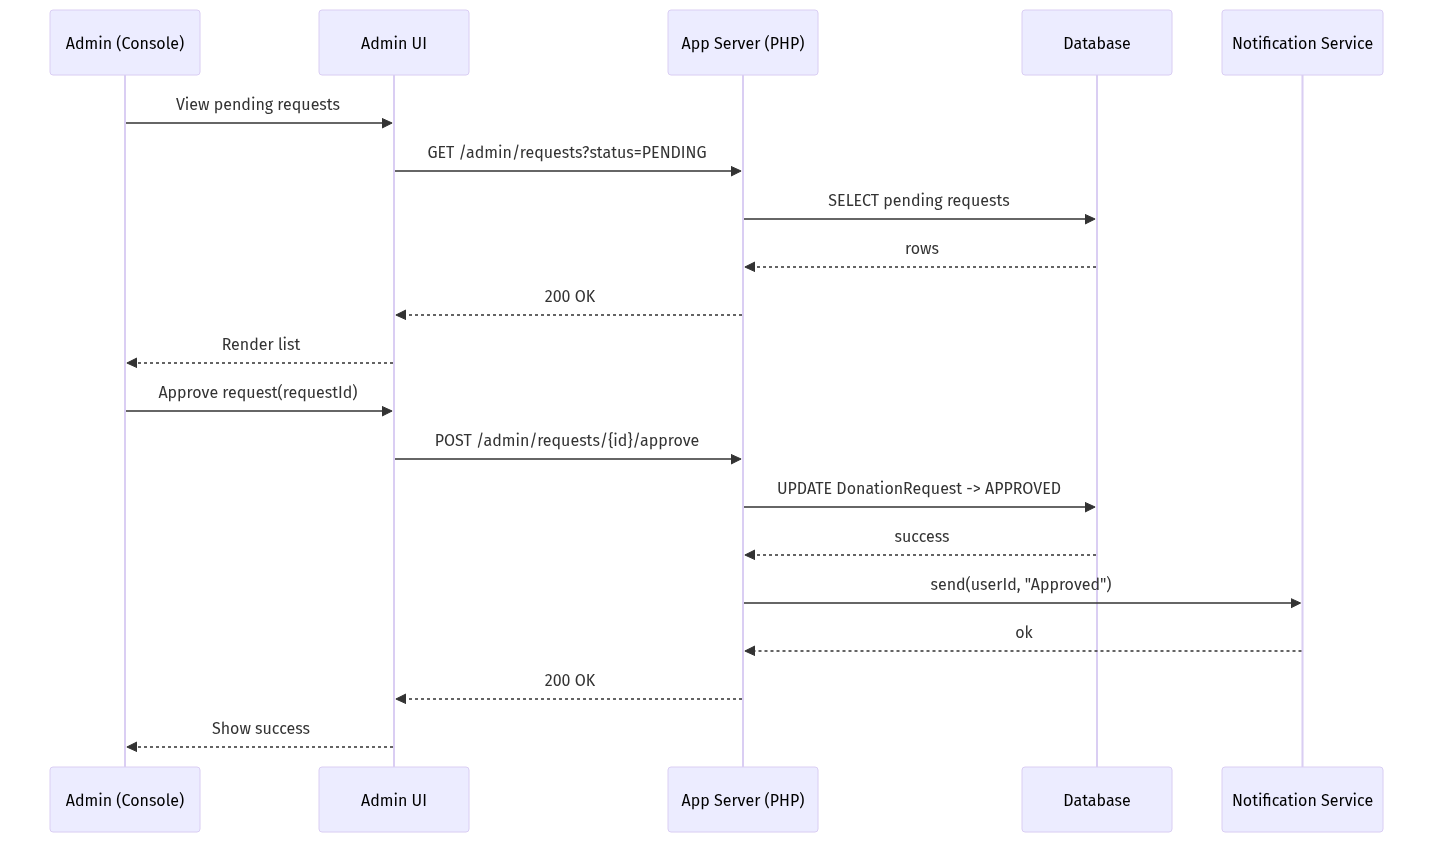 Admin (Console)
Admin UI
App Server (PHP)
Database
Notification Service
View pending requests
GET /admin/requests?status=PENDING
SELECT pending requests
rows
200 OK
Render list
Approve request(requestId)
POST /admin/requests/{id}/approve
UPDATE DonationRequest -> APPROVED
success
send(userId, "Approved")
ok
200 OK
Show success
Admin (Console)
Admin UI
App Server (PHP)
Database
Notification Service